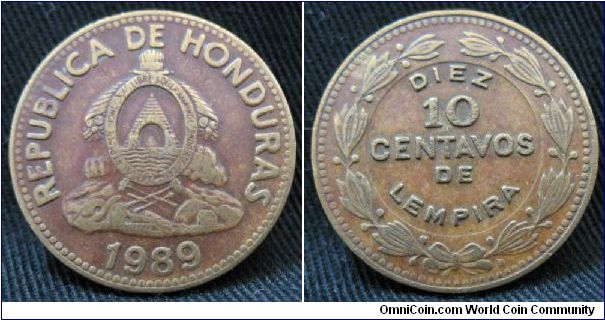 REPUBLICA DE HONDURAS
1989
DIEZ
10
CENTAVOS
DE
LEMPIRA
OmniCoin.com World Coin Community